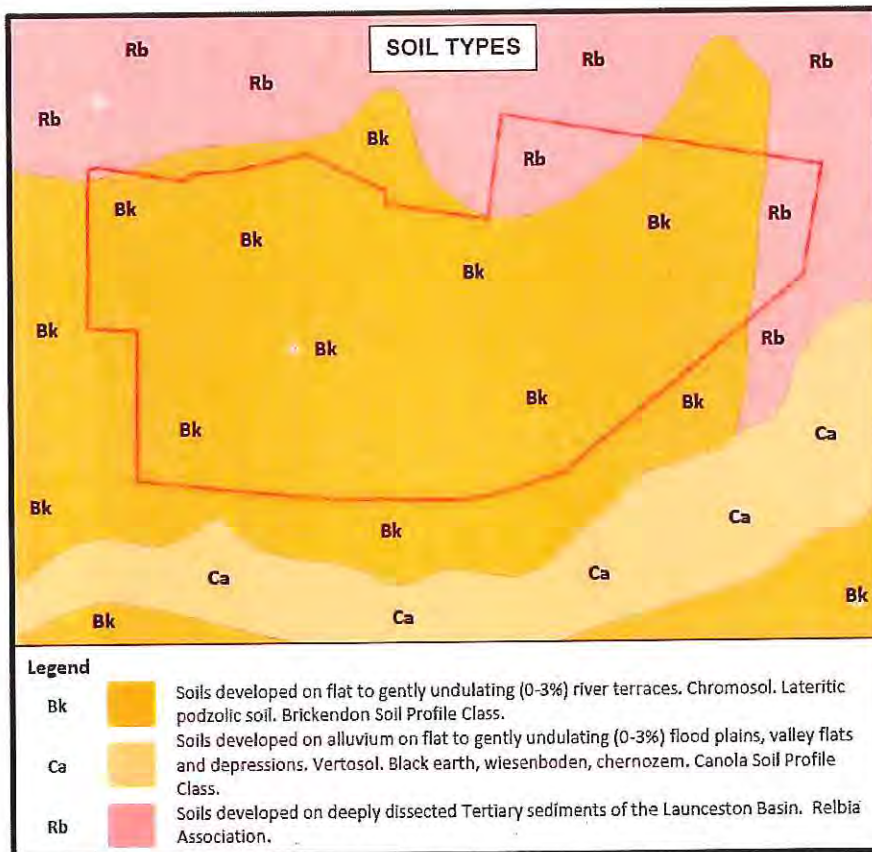 SOIL TYPES
Rb
Rb
Rb
Rb
Rb
Bk
Rb
Bk
Bk
Bk
Bk
Rb
Bk
Bk
Rb
Bk
Bk
Bk
Ca
Bk
Bk
Ca
Ca
Ca
Bk
Bk
Ca
Legend
Bk Soils developed on flat to gently undulating (0-3%) river terraces. Chromosol. Lateritic
podzolic soil. Brickendon Soil Profile Class.
Ca Soils developed on alluvium on flat to gently undulating (0-3%) flood plains, valley flats
and depressions. Vertosol. Black earth, wiesenboden, chernozem. Canola Soil Profile
Class.
Rb Soils developed on deeply dissected Tertiary sediments of the Launceston Basin. Relbia
Association.